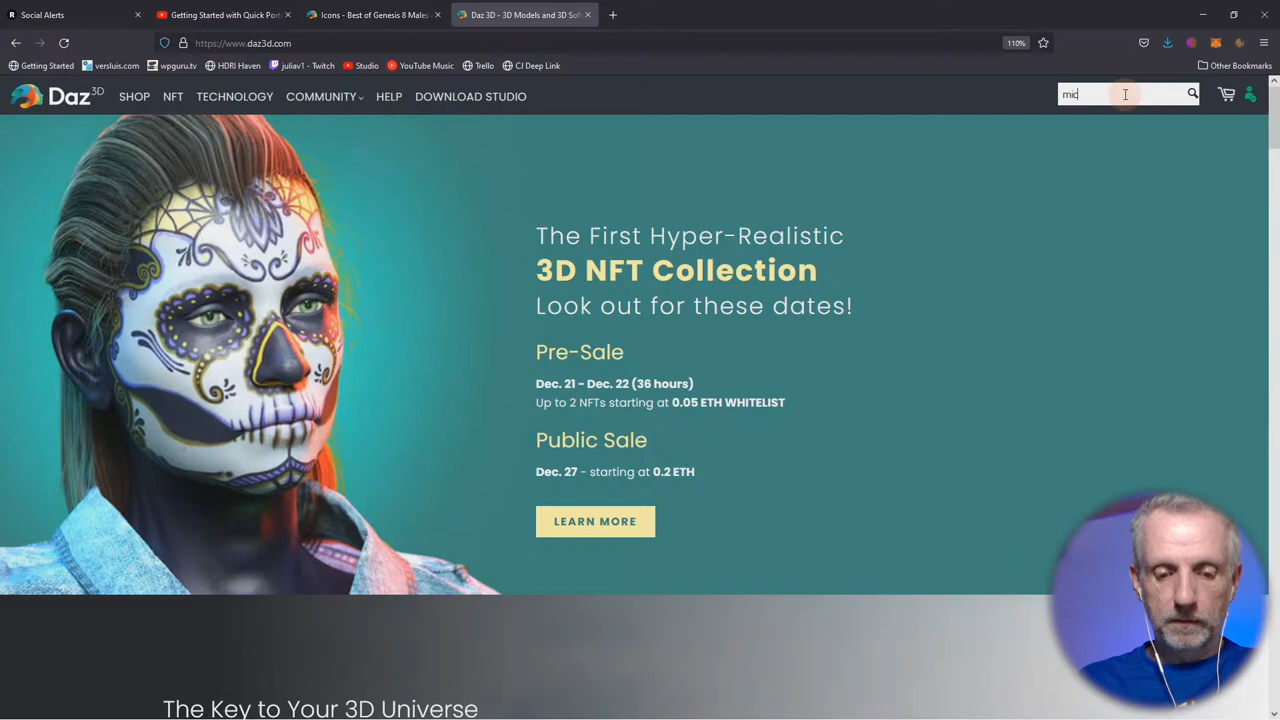 Social Alerts
Getting Started with Quick Port
Icons - Best of Genesis 8 Males
Daz 3D - 3D Models and 3D Sof
https://www.daz3d.com
110%
Getting Started
versluis.com
wpguru.tv
HDRI Haven
juliav1 - Twitch
Studio
YouTube Music
Trello
CJ Deep Link
Other Bookmarks
Daz 3D
SHOP
NFT
TECHNOLOGY
COMMUNITY
HELP
DOWNLOAD STUDIO
mic
The First Hyper-Realistic
3D NFT Collection
Look out for these dates!
Pre-Sale
Dec. 21 - Dec. 22 (36 hours)
Up to 2 NFTs starting at 0.05 ETH WHITELIST
Public Sale
Dec. 27 - starting at 0.2 ETH
LEARN MORE
The Key to Your 3D Universe